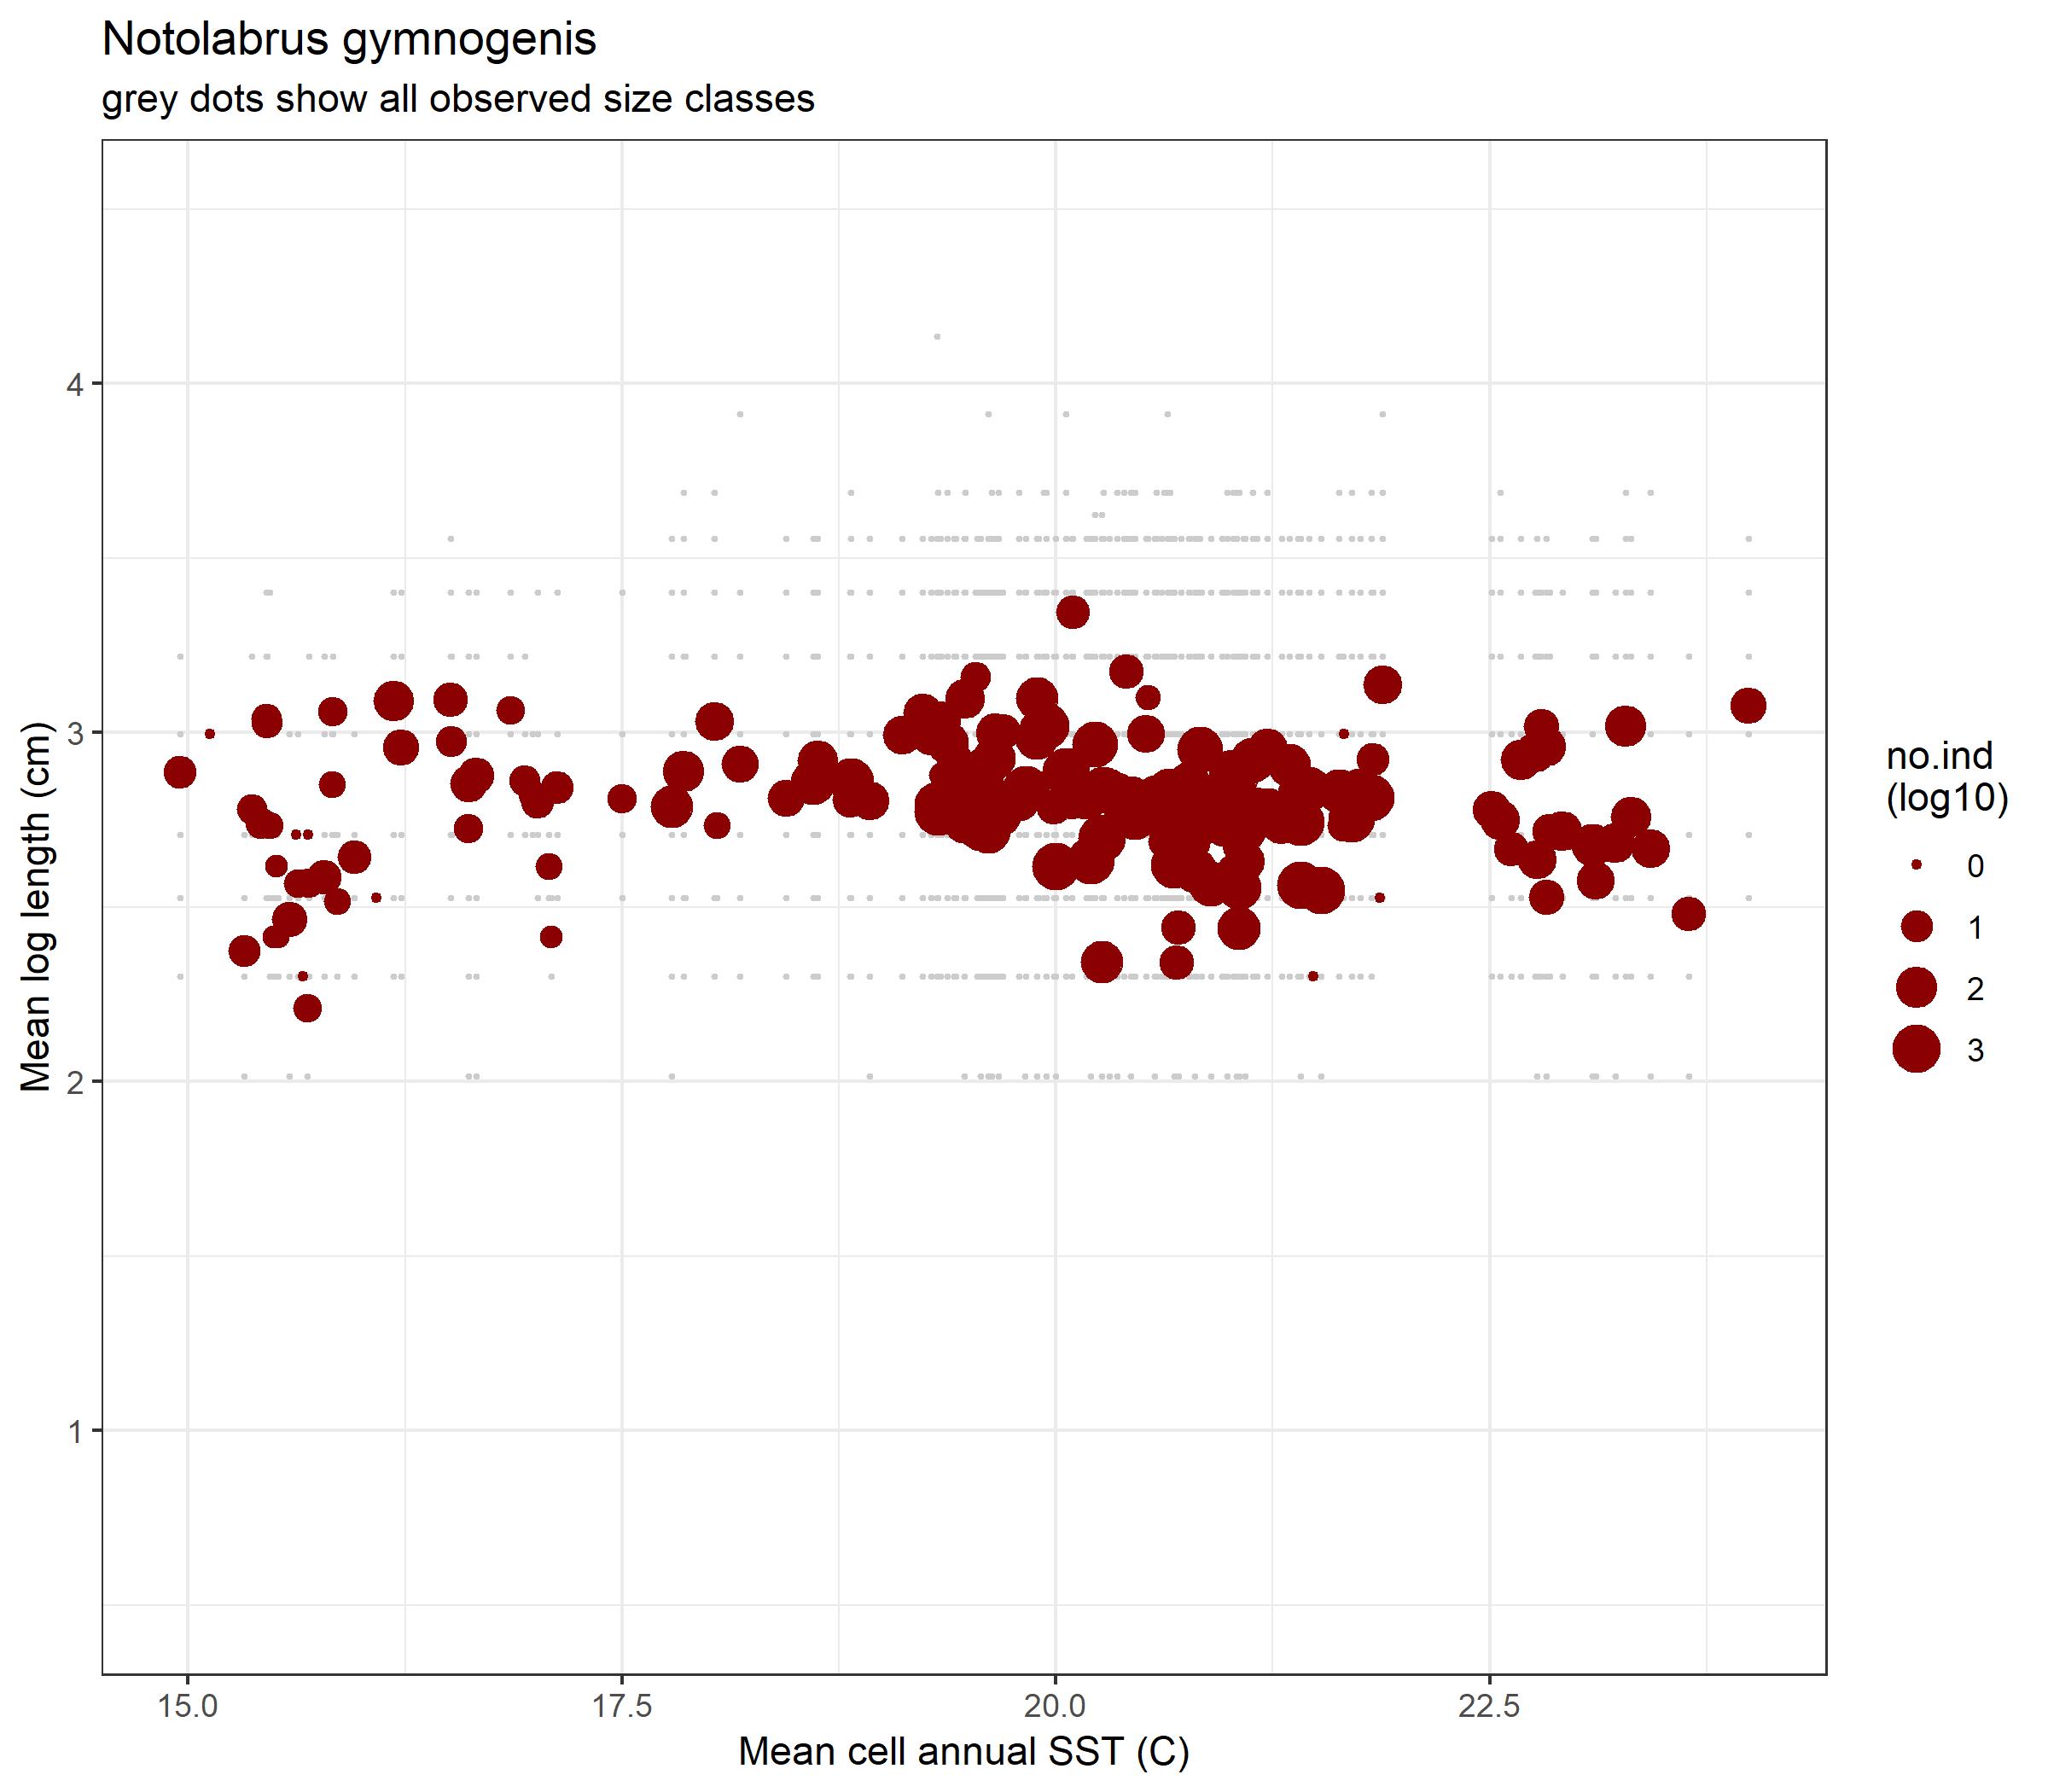 Notolabrus gymnogenis
grey dots show all observed size classes
Mean log length (cm)
4
3
2
1
15.0
17.5
20.0
22.5
Mean cell annual SST (C)
no.ind
(log10)
0
1
2
3